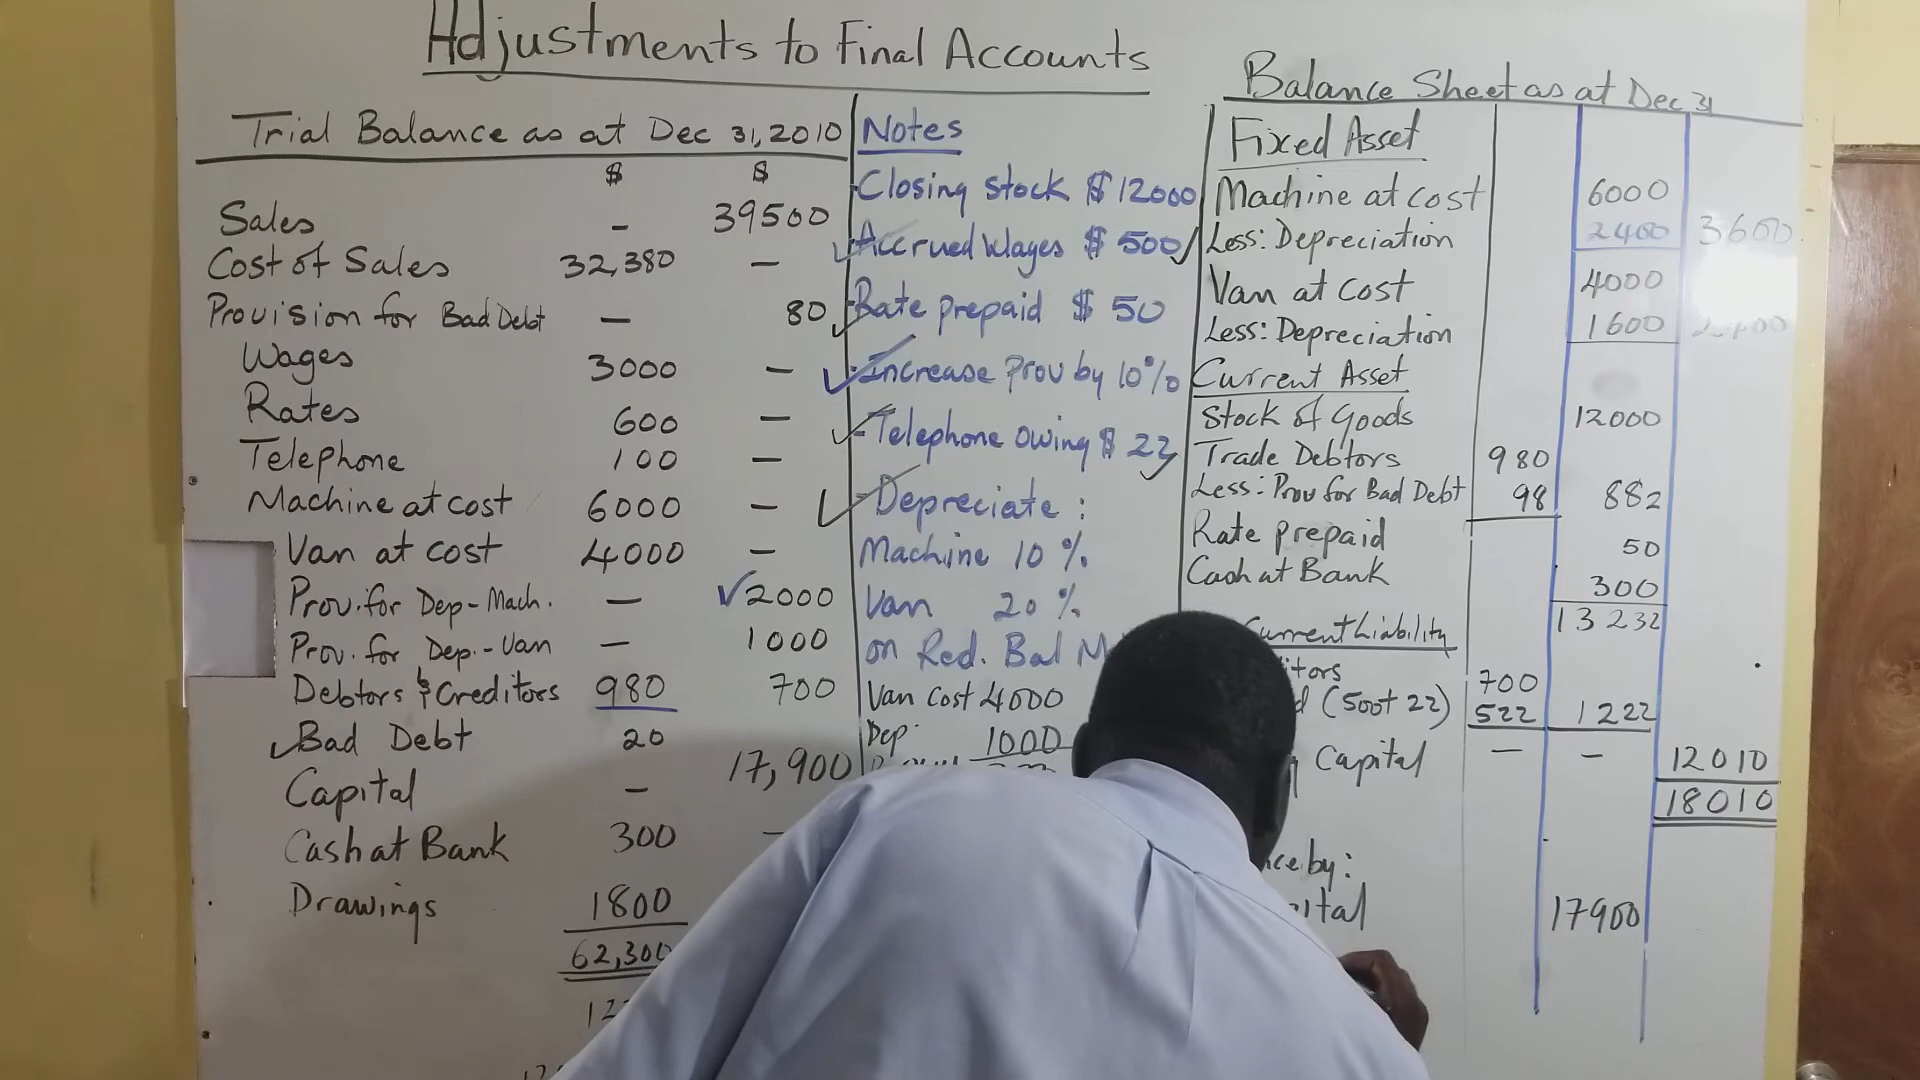 Adjustments to Final Accounts
Trial Balance as at Dec 31, 2010
$ $
Sales - 39500
Cost of Sales 32,380 -
Provision for Bad Debt - 80
Wages 3000 -
Rates 600 -
Telephone 100 -
Machine at cost 6000 -
Van at cost 4000 -
Prov. for Dep-Mach. - 2000
Prov. for Dep.-Van - 1000
Debtors & Creditors 980 700
Bad Debt 20
Capital - 17,900
Cash at Bank 300 -
Drawings 1800
62,300
Notes
-Closing stock $ 12000
-Accrued Wages $ 500
-Rate prepaid $ 50
-Increase Prov by 10%
-Telephone owing $ 22
-Depreciate:
Machine 10 %
Van 20 %
on Red. Bal
Van Cost 4000
Dep. 1000
Balance Sheet as at Dec 31
Fixed Asset
Machine at cost 6000
Less: Depreciation 2400 3600
Van at cost 4000
Less: Depreciation 1600 2400
Current Asset
Stock of Goods 12000
Trade Debtors 980
Less: Prov for Bad Debt 98 882
Rate prepaid 50
Cash at Bank 300
13232
Current Liability
700
(500+22) 522 1222
Capital - - 12010
18010
by:
17900